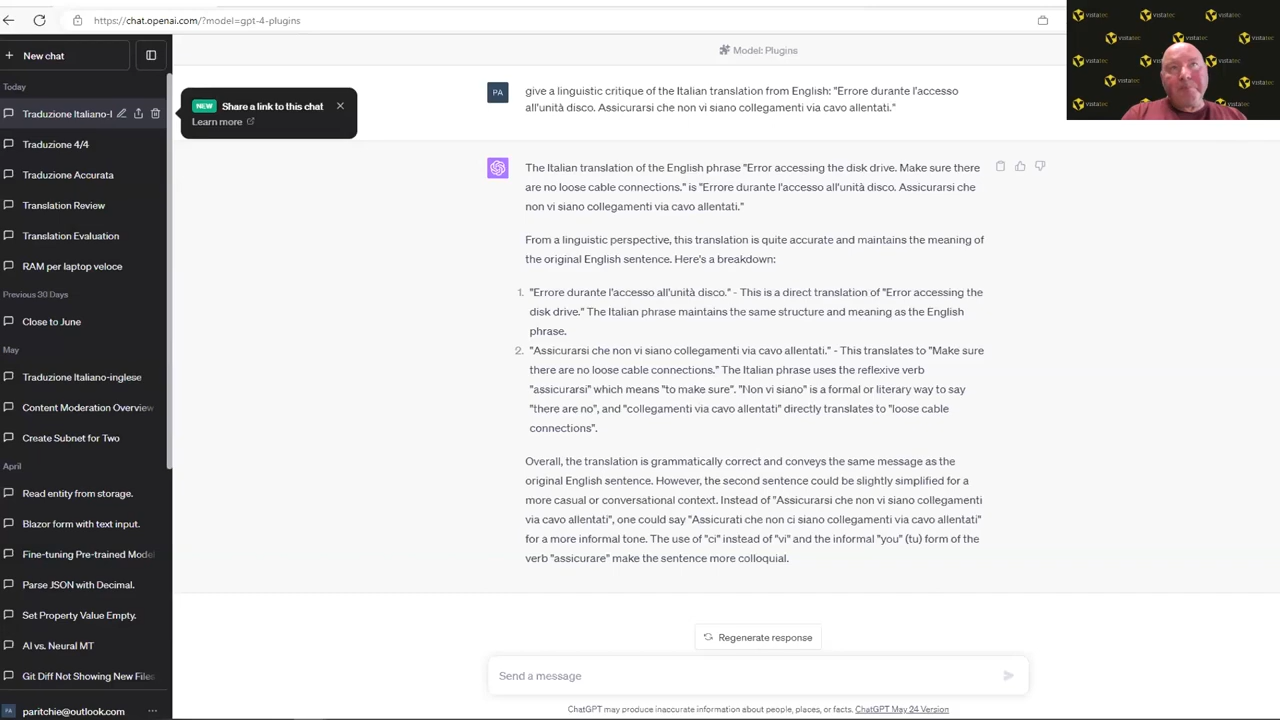 https://chat.openai.com/?model=gpt-4-plugins
New chat
Today
Traduzione Italiano-I
Traduzione 4/4
Traduzione Accurata
Translation Review
Translation Evaluation
RAM per laptop veloce
Previous 30 Days
Close to June
May
Traduzione Italiano-inglese
Content Moderation Overview
Create Subnet for Two
April
Read entity from storage.
Blazor form with text input.
Fine-tuning Pre-trained Model
Parse JSON with Decimal.
Set Property Value Empty.
AI vs. Neural MT
Git Diff Not Showing New Files
PA paritchie@outlook.com ...
NEW Share a link to this chat
Learn more
Model: Plugins
PA
give a linguistic critique of the Italian translation from English: "Errore durante l'accesso
all'unità disco. Assicurarsi che non vi siano collegamenti via cavo allentati."
The Italian translation of the English phrase "Error accessing the disk drive. Make sure there
are no loose cable connections." is "Errore durante l'accesso all'unità disco. Assicurarsi che
non vi siano collegamenti via cavo allentati."
From a linguistic perspective, this translation is quite accurate and maintains the meaning of
the original English sentence. Here's a breakdown:
1. "Errore durante l'accesso all'unità disco." - This is a direct translation of "Error accessing the
disk drive." The Italian phrase maintains the same structure and meaning as the English
phrase.
2. "Assicurarsi che non vi siano collegamenti via cavo allentati." - This translates to "Make sure
there are no loose cable connections." The Italian phrase uses the reflexive verb
"assicurarsi" which means "to make sure". "Non vi siano" is a formal or literary way to say
"there are no", and "collegamenti via cavo allentati" directly translates to "loose cable
connections".
Overall, the translation is grammatically correct and conveys the same message as the
original English sentence. However, the second sentence could be slightly simplified for a
more casual or conversational context. Instead of "Assicurarsi che non vi siano collegamenti
via cavo allentati", one could say "Assicurati che non ci siano collegamenti via cavo allentati"
for a more informal tone. The use of "ci" instead of "vi" and the informal "you" (tu) form of the
verb "assicurare" make the sentence more colloquial.
Regenerate response
Send a message
ChatGPT may produce inaccurate information about people, places, or facts. ChatGPT May 24 Version
vistatec
vistatec
vistatec
vistatec
vistatec
vistatec
vistatec
vistatec
vistatec
vistatec
vistatec
vistatec